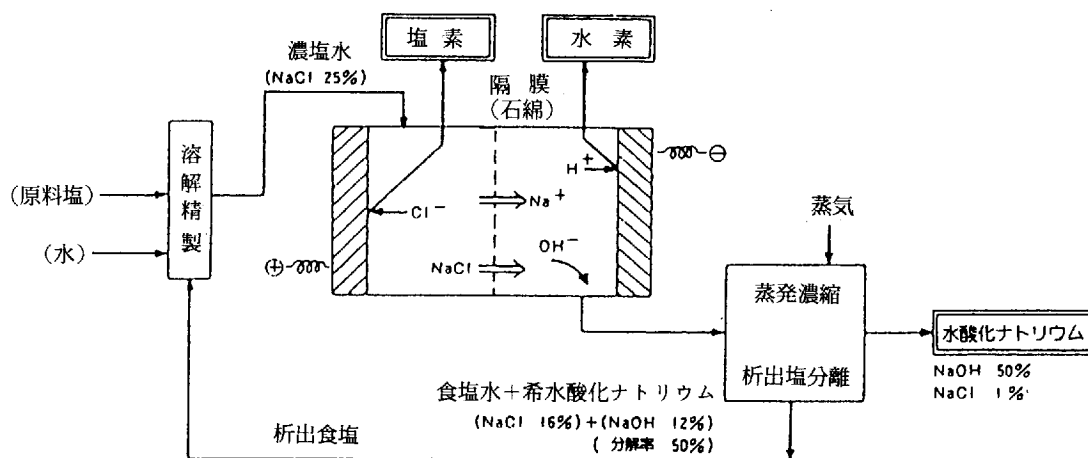 塩素
水素
濃塩水
(NaCl 25%)
隔膜
(石綿)
溶解精製
(原料塩)
(水)
H+
⊖
Cl−
Na+
OH−
NaCl
⊕
蒸気
蒸発濃縮
析出塩分離
水酸化ナトリウム
NaOH 50%
NaCl 1%
食塩水+希水酸化ナトリウム
(NaCl 16%)+(NaOH 12%)
(分解率 50%)
析出食塩